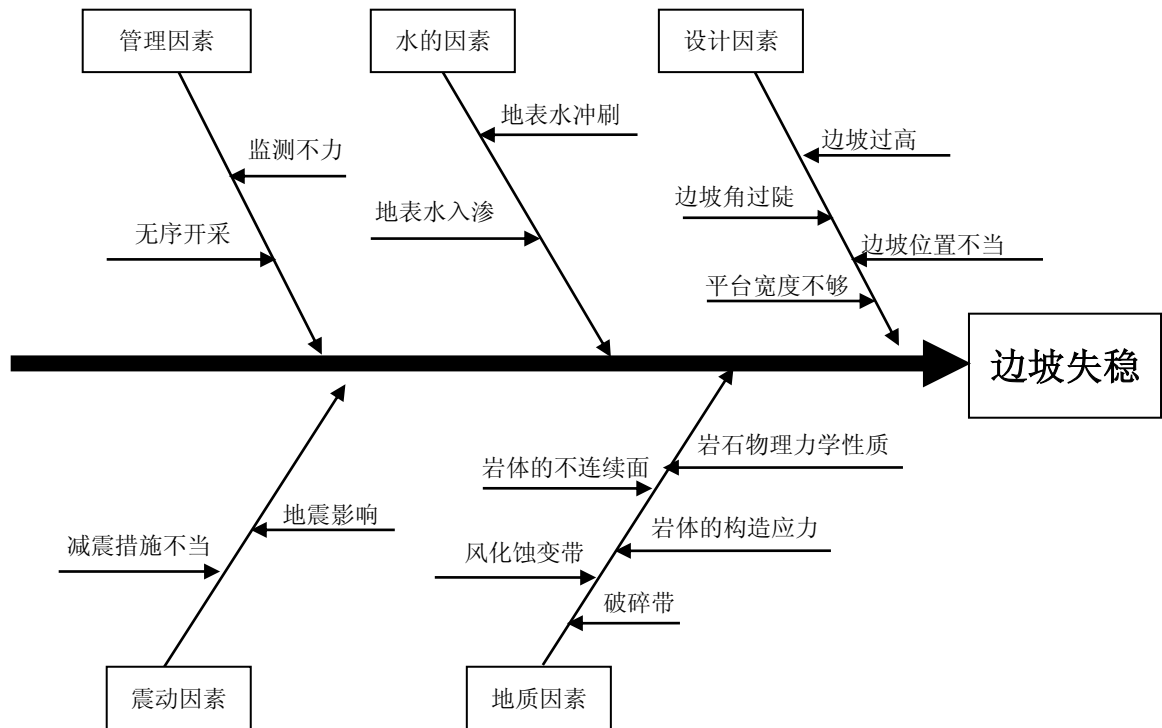 管理因素
水的因素
设计因素
地表水冲刷
边坡过高
监测不力
边坡角过陡
地表水入渗
无序开采
边坡位置不当
平台宽度不够
边坡失稳
岩石物理力学性质
岩体的不连续面
地震影响
岩体的构造应力
减震措施不当
风化蚀变带
破碎带
震动因素
地质因素